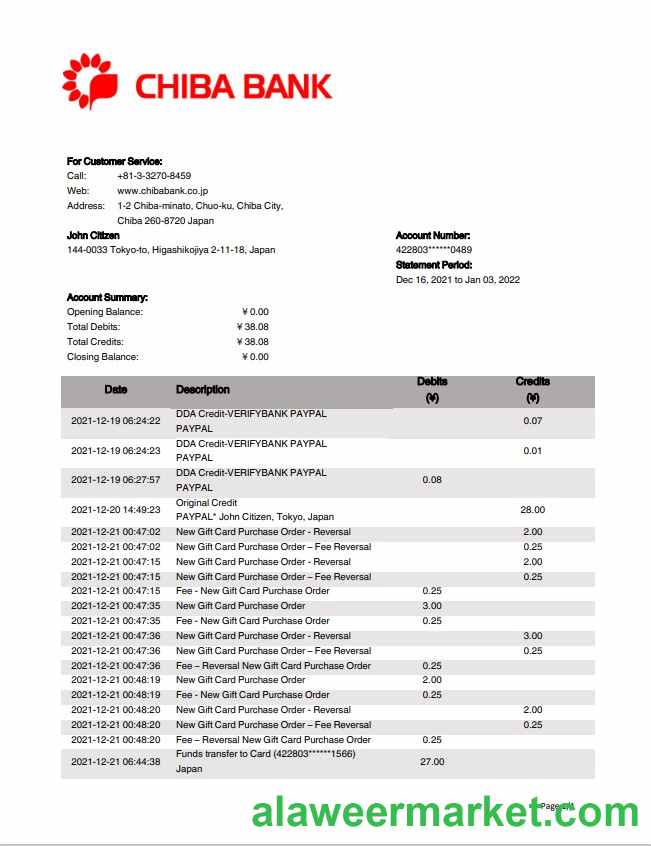 CHIBA BANK
For Customer Service:
Call: +81-3-3270-8459
Web: www.chibabank.co.jp
Address: 1-2 Chiba-minato, Chuo-ku, Chiba City,
Chiba 260-8720 Japan
John Citizen Account Number:
144-0033 Tokyo-to, Higashikojiya 2-11-18, Japan 422803******0489
Statement Period:
Dec 16, 2021 to Jan 03, 2022
Account Summary:
Opening Balance: ¥ 0.00
Total Debits: ¥ 38.08
Total Credits: ¥ 38.08
Closing Balance: ¥ 0.00
Date Description Debits (¥) Credits (¥)
2021-12-19 06:24:22 DDA Credit-VERIFYBANK PAYPAL PAYPAL 0.07
2021-12-19 06:24:23 DDA Credit-VERIFYBANK PAYPAL PAYPAL 0.01
2021-12-19 06:27:57 DDA Credit-VERIFYBANK PAYPAL PAYPAL 0.08
2021-12-20 14:49:23 Original Credit PAYPAL* John Citizen, Tokyo, Japan 28.00
2021-12-21 00:47:02 New Gift Card Purchase Order - Reversal 2.00
2021-12-21 00:47:02 New Gift Card Purchase Order – Fee Reversal 0.25
2021-12-21 00:47:15 New Gift Card Purchase Order - Reversal 2.00
2021-12-21 00:47:15 New Gift Card Purchase Order – Fee Reversal 0.25
2021-12-21 00:47:15 Fee - New Gift Card Purchase Order 0.25
2021-12-21 00:47:35 New Gift Card Purchase Order 3.00
2021-12-21 00:47:35 Fee - New Gift Card Purchase Order 0.25
2021-12-21 00:47:36 New Gift Card Purchase Order - Reversal 3.00
2021-12-21 00:47:36 New Gift Card Purchase Order – Fee Reversal 0.25
2021-12-21 00:47:36 Fee – Reversal New Gift Card Purchase Order 0.25
2021-12-21 00:48:19 New Gift Card Purchase Order 2.00
2021-12-21 00:48:19 Fee - New Gift Card Purchase Order 0.25
2021-12-21 00:48:20 New Gift Card Purchase Order - Reversal 2.00
2021-12-21 00:48:20 New Gift Card Purchase Order – Fee Reversal 0.25
2021-12-21 00:48:20 Fee – Reversal New Gift Card Purchase Order 0.25
2021-12-21 06:44:38 Funds transfer to Card (422803******1566) Japan 27.00
Page
alaweermarket.com